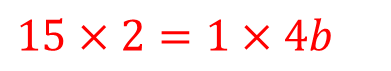 15 × 2 = 1 × 4b